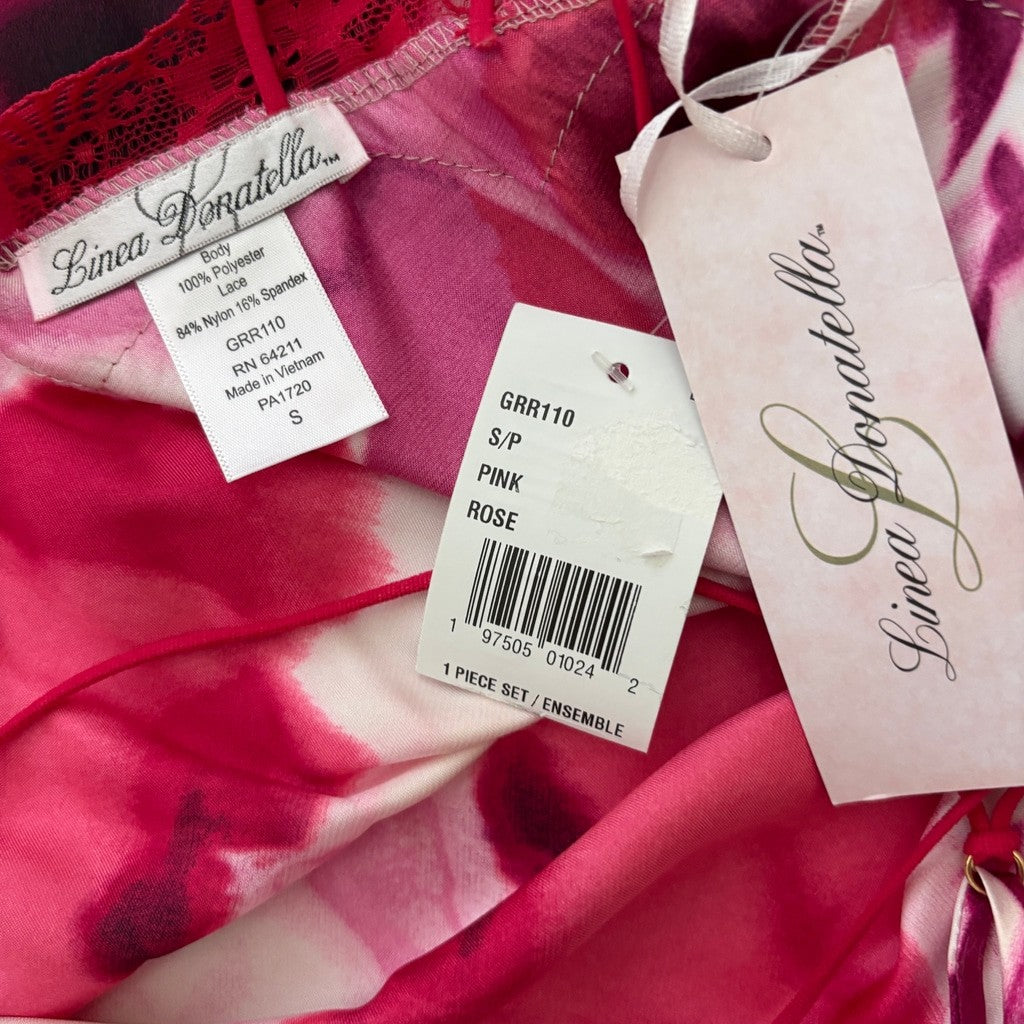 Linea Donatella™
Body
100% Polyester
Lace
84% Nylon 16% Spandex
GRR110
RN 64211
Made in Vietnam
PA1720
S
GRR110
S/P
PINK
ROSE
1 97505 01024 2
1 PIECE SET / ENSEMBLE
Linea Donatella™